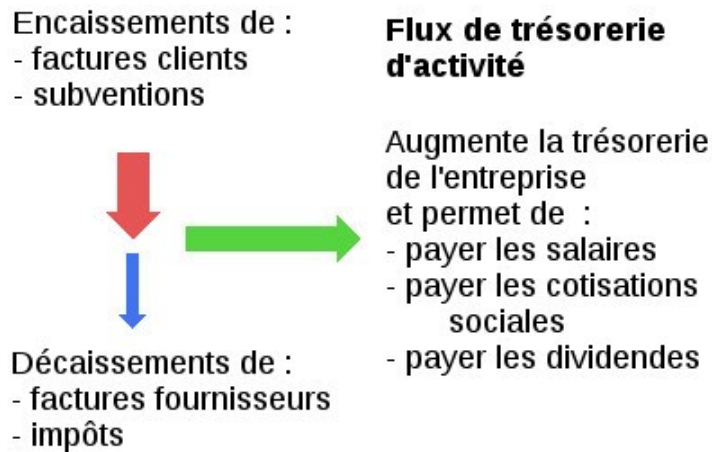 Encaissements de :
- factures clients
- subventions
Décaissements de :
- factures fournisseurs
- impôts
Flux de trésorerie
d'activité
Augmente la trésorerie
de l'entreprise
et permet de :
- payer les salaires
- payer les cotisations
sociales
- payer les dividendes